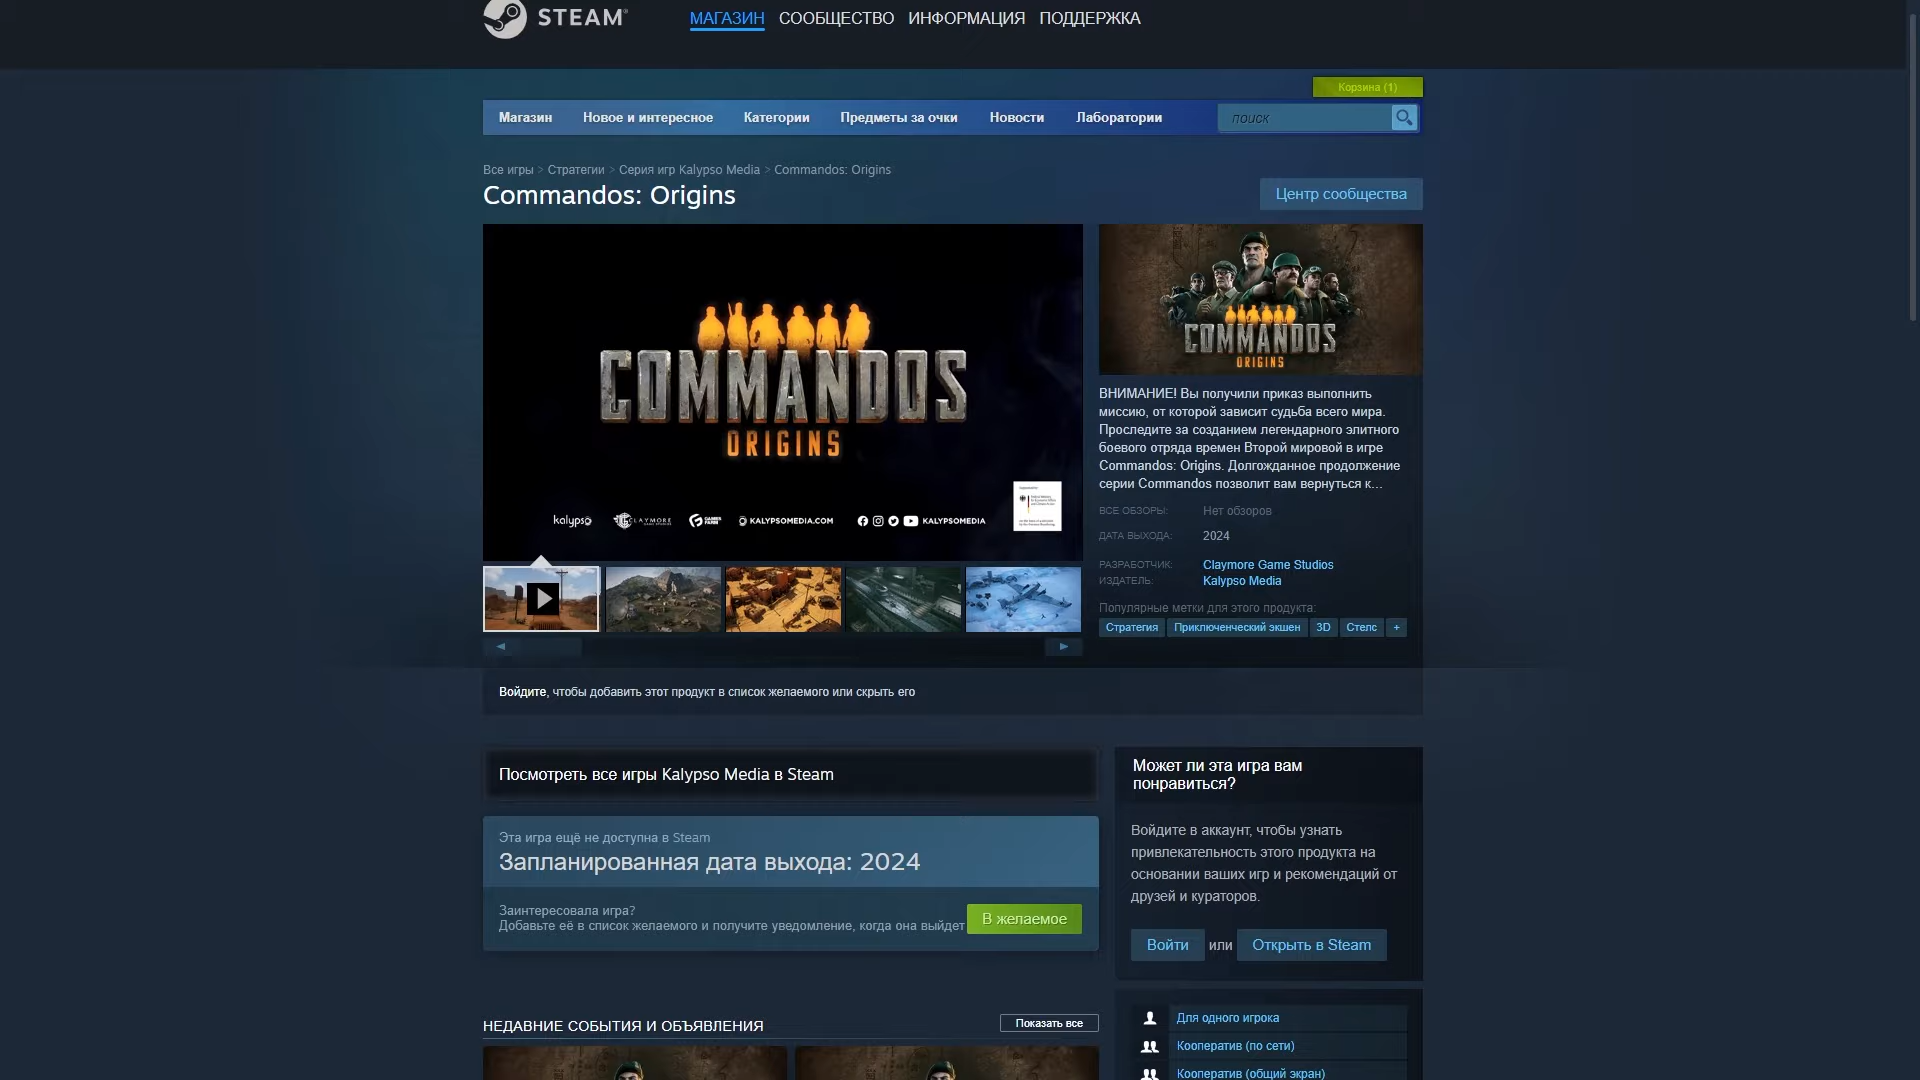 STEAM
МАГАЗИН СООБЩЕСТВО ИНФОРМАЦИЯ ПОДДЕРЖКА
Корзина (1)
Магазин Новое и интересное Категории Предметы за очки Новости Лаборатории поиск
Все игры > Стратегии > Серия игр Kalypso Media > Commandos: Origins
Commandos: Origins
Центр сообщества
COMMANDOS
ORIGINS
kalypso CLAYMORE KALYPSOMEDIA.COM KALYPSOMEDIA
COMMANDOS
ORIGINS
ВНИМАНИЕ! Вы получили приказ выполнить
миссию, от которой зависит судьба всего мира.
Проследите за созданием легендарного элитного
боевого отряда времен Второй мировой в игре
Commandos: Origins. Долгожданное продолжение
серии Commandos позволит вам вернуться к...
ВСЕ ОБЗОРЫ: Нет обзоров
ДАТА ВЫХОДА: 2024
РАЗРАБОТЧИК: Claymore Game Studios
ИЗДАТЕЛЬ: Kalypso Media
Популярные метки для этого продукта:
Стратегия Приключенческий экшен 3D Стелс +
Войдите, чтобы добавить этот продукт в список желаемого или скрыть его
Посмотреть все игры Kalypso Media в Steam
Эта игра ещё не доступна в Steam
Запланированная дата выхода: 2024
Заинтересовала игра?
Добавьте её в список желаемого и получите уведомление, когда она выйдет
В желаемое
Может ли эта игра вам
понравиться?
Войдите в аккаунт, чтобы узнать
привлекательность этого продукта на
основании ваших игр и рекомендаций от
друзей и кураторов.
Войти или Открыть в Steam
НЕДАВНИЕ СОБЫТИЯ И ОБЪЯВЛЕНИЯ
Показать все
Для одного игрока
Кооператив (по сети)
Кооператив (общий экран)